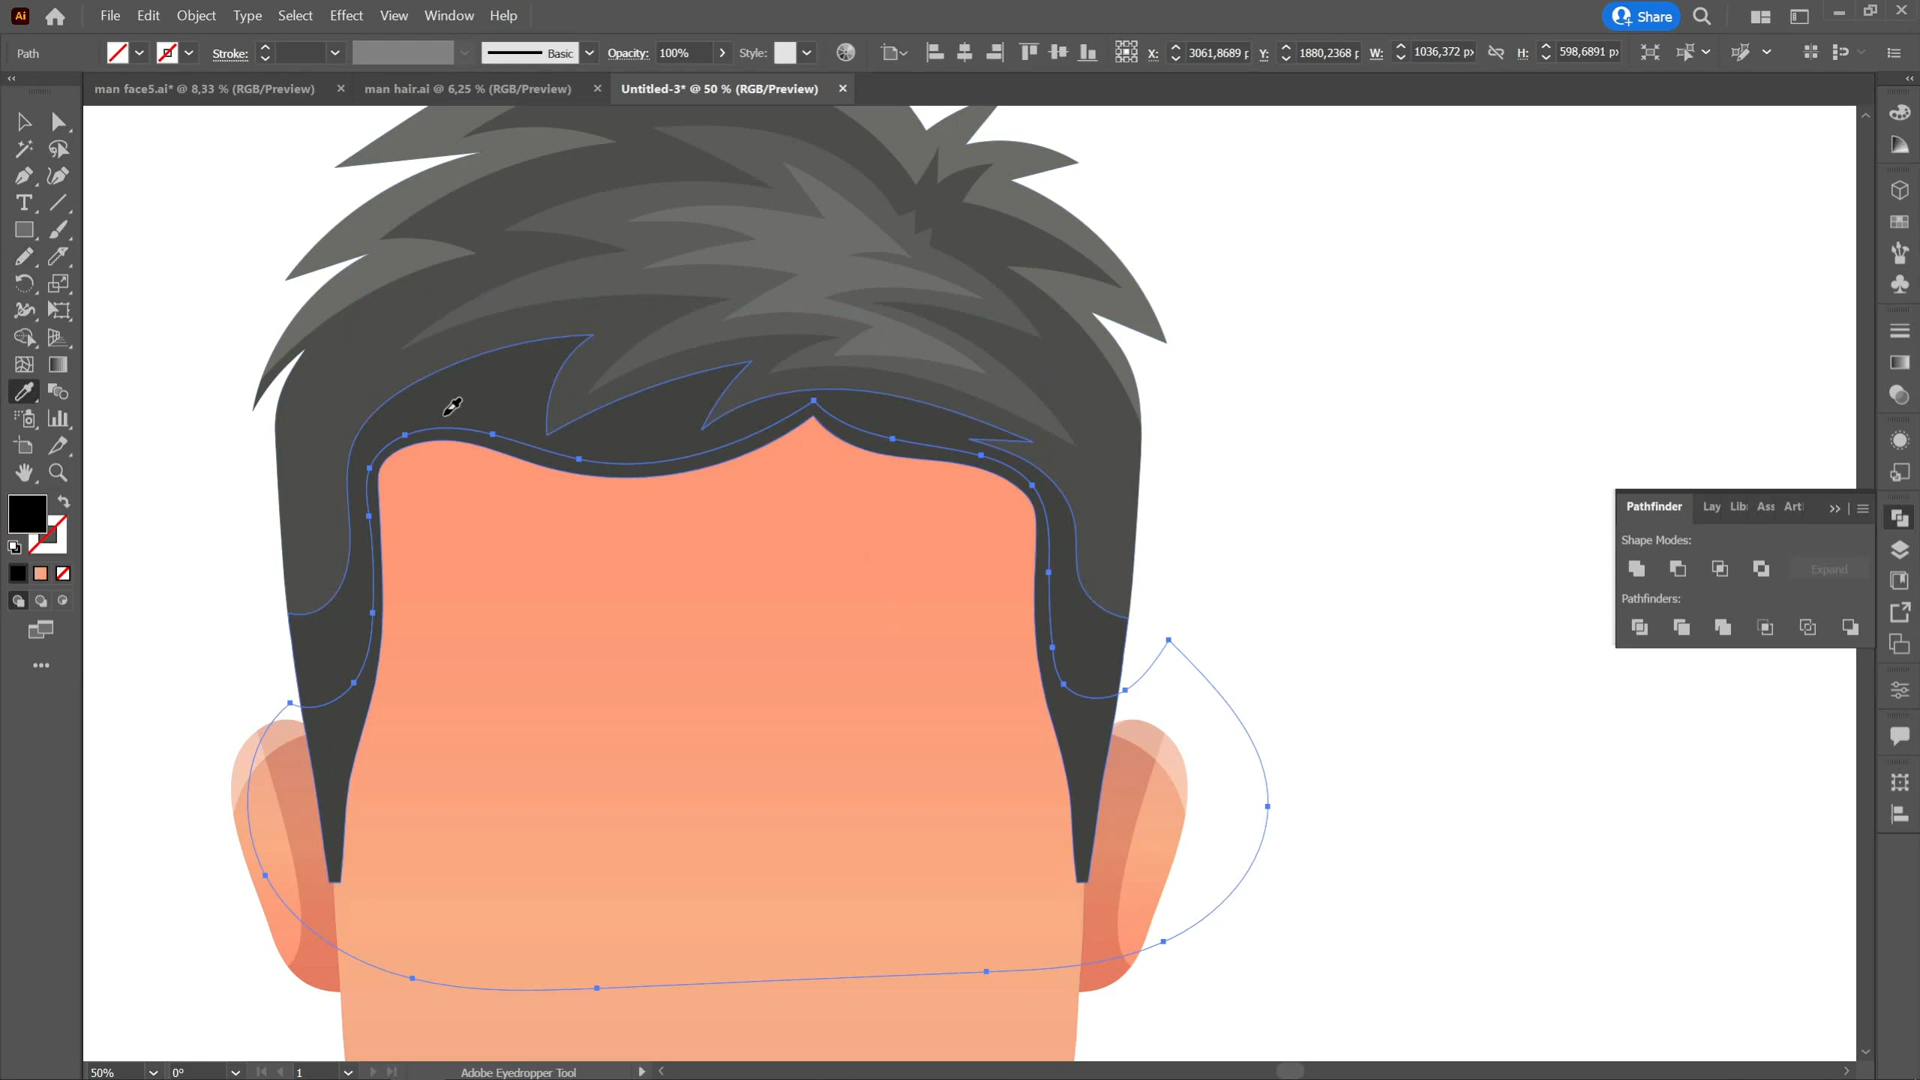 Ai File Edit Object Type Select Effect View Window Help Share
Path Stroke: Basic Opacity: 100% Style: X: 3061,8689 p Y: 1880,2368 p W: 1036,372 px H: 598,6891 px
man face5.ai* @ 8,33 % (RGB/Preview) man hair.ai @ 6,25 % (RGB/Preview) Untitled-3* @ 50 % (RGB/Preview)
Pathfinder Lay Lib Ass Art
Shape Modes:
Expand
Pathfinders:
50% 0° 1 Adobe Eyedropper Tool